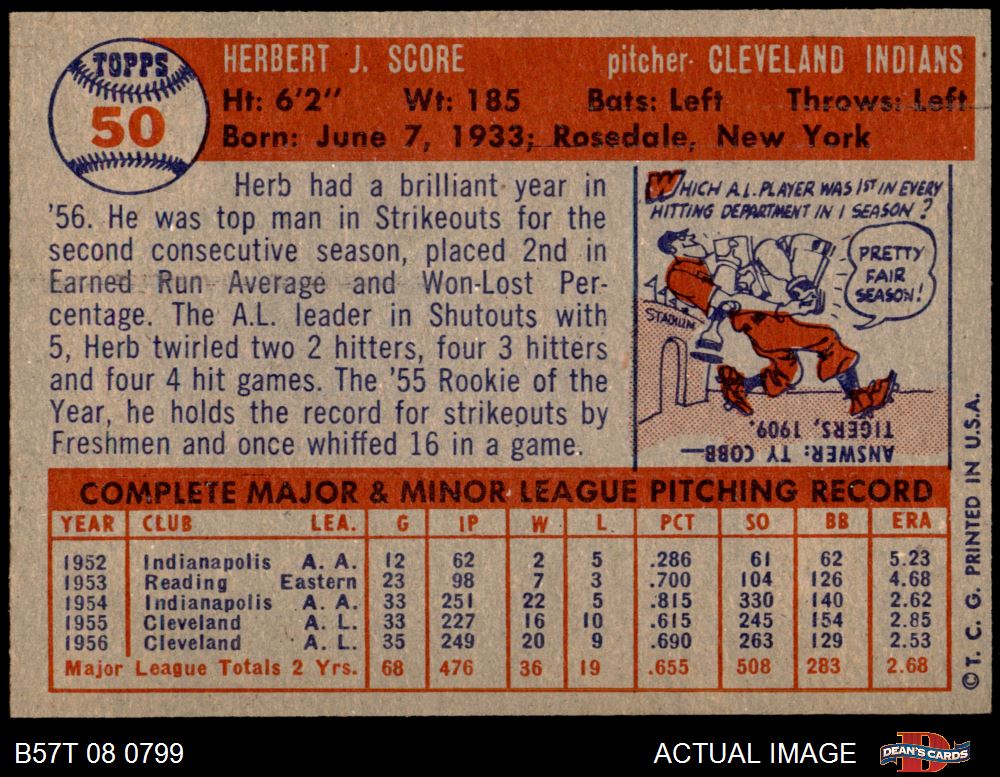 TOPPS
50
HERBERT J. SCORE pitcher- CLEVELAND INDIANS
Ht: 6'2" Wt: 185 Bats: Left Throws: Left
Born: June 7, 1933; Rosedale, New York
Herb had a brilliant year in
'56. He was top man in Strikeouts for the
second consecutive season, placed 2nd in
Earned Run Average and Won-Lost Per-
centage. The A.L. leader in Shutouts with
5, Herb twirled two 2 hitters, four 3 hitters
and four 4 hit games. The '55 Rookie of the
Year, he holds the record for strikeouts by
Freshmen and once whiffed 16 in a game.
WHICH A.L. PLAYER WAS 1ST IN EVERY
HITTING DEPARTMENT IN 1 SEASON?
PRETTY
FAIR
SEASON!
STADIUM
ANSWER: TY COBB—
TIGERS, 1909.
COMPLETE MAJOR & MINOR LEAGUE PITCHING RECORD
YEAR CLUB LEA. G IP W L PCT SO BB ERA
1952 Indianapolis A. A. 12 62 2 5 .286 61 62 5.23
1953 Reading Eastern 23 98 7 3 .700 104 126 4.68
1954 Indianapolis A. A. 33 251 22 5 .815 330 140 2.62
1955 Cleveland A. L. 33 227 16 10 .615 245 154 2.85
1956 Cleveland A. L. 35 249 20 9 .690 263 129 2.53
Major League Totals 2 Yrs. 68 476 36 19 .655 508 283 2.68
© T. C. G. PRINTED IN U.S.A.
B57T 08 0799 ACTUAL IMAGE DEAN'S CARDS